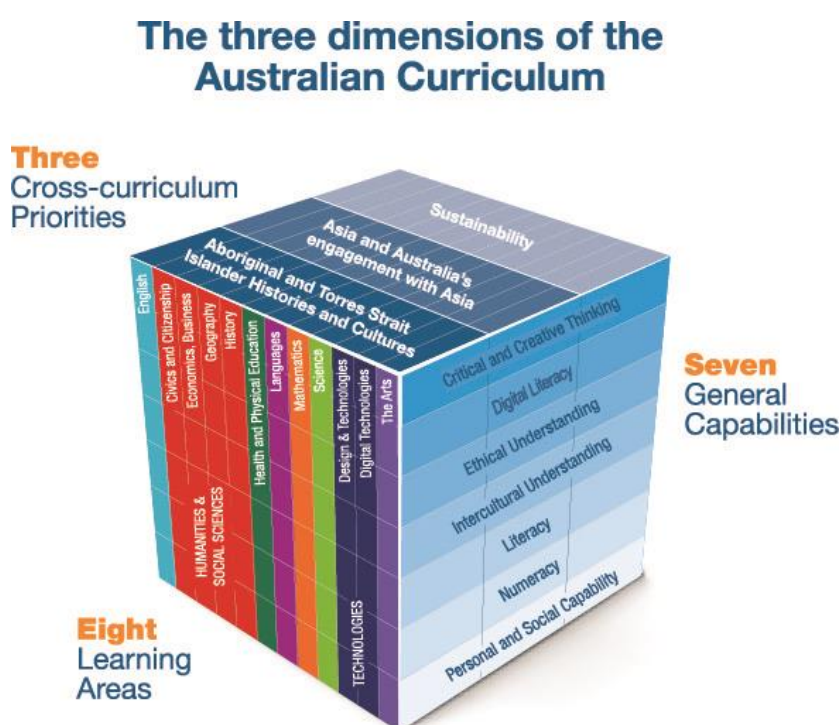 The three dimensions of the
Australian Curriculum
Three
Cross-curriculum
Priorities
Sustainability
Asia and Australia's
engagement with Asia
Aboriginal and Torres Strait
Islander Histories and Cultures
English
Civics and Citizenship
Economics, Business
Geography
History
HUMANITIES &
SOCIAL SCIENCES
Health and Physical Education
Languages
Mathematics
Science
Design & Technologies
Digital Technologies
TECHNOLOGIES
The Arts
Critical and Creative Thinking
Digital Literacy
Ethical Understanding
Intercultural Understanding
Literacy
Numeracy
Personal and Social Capability
Seven
General
Capabilities
Eight
Learning
Areas